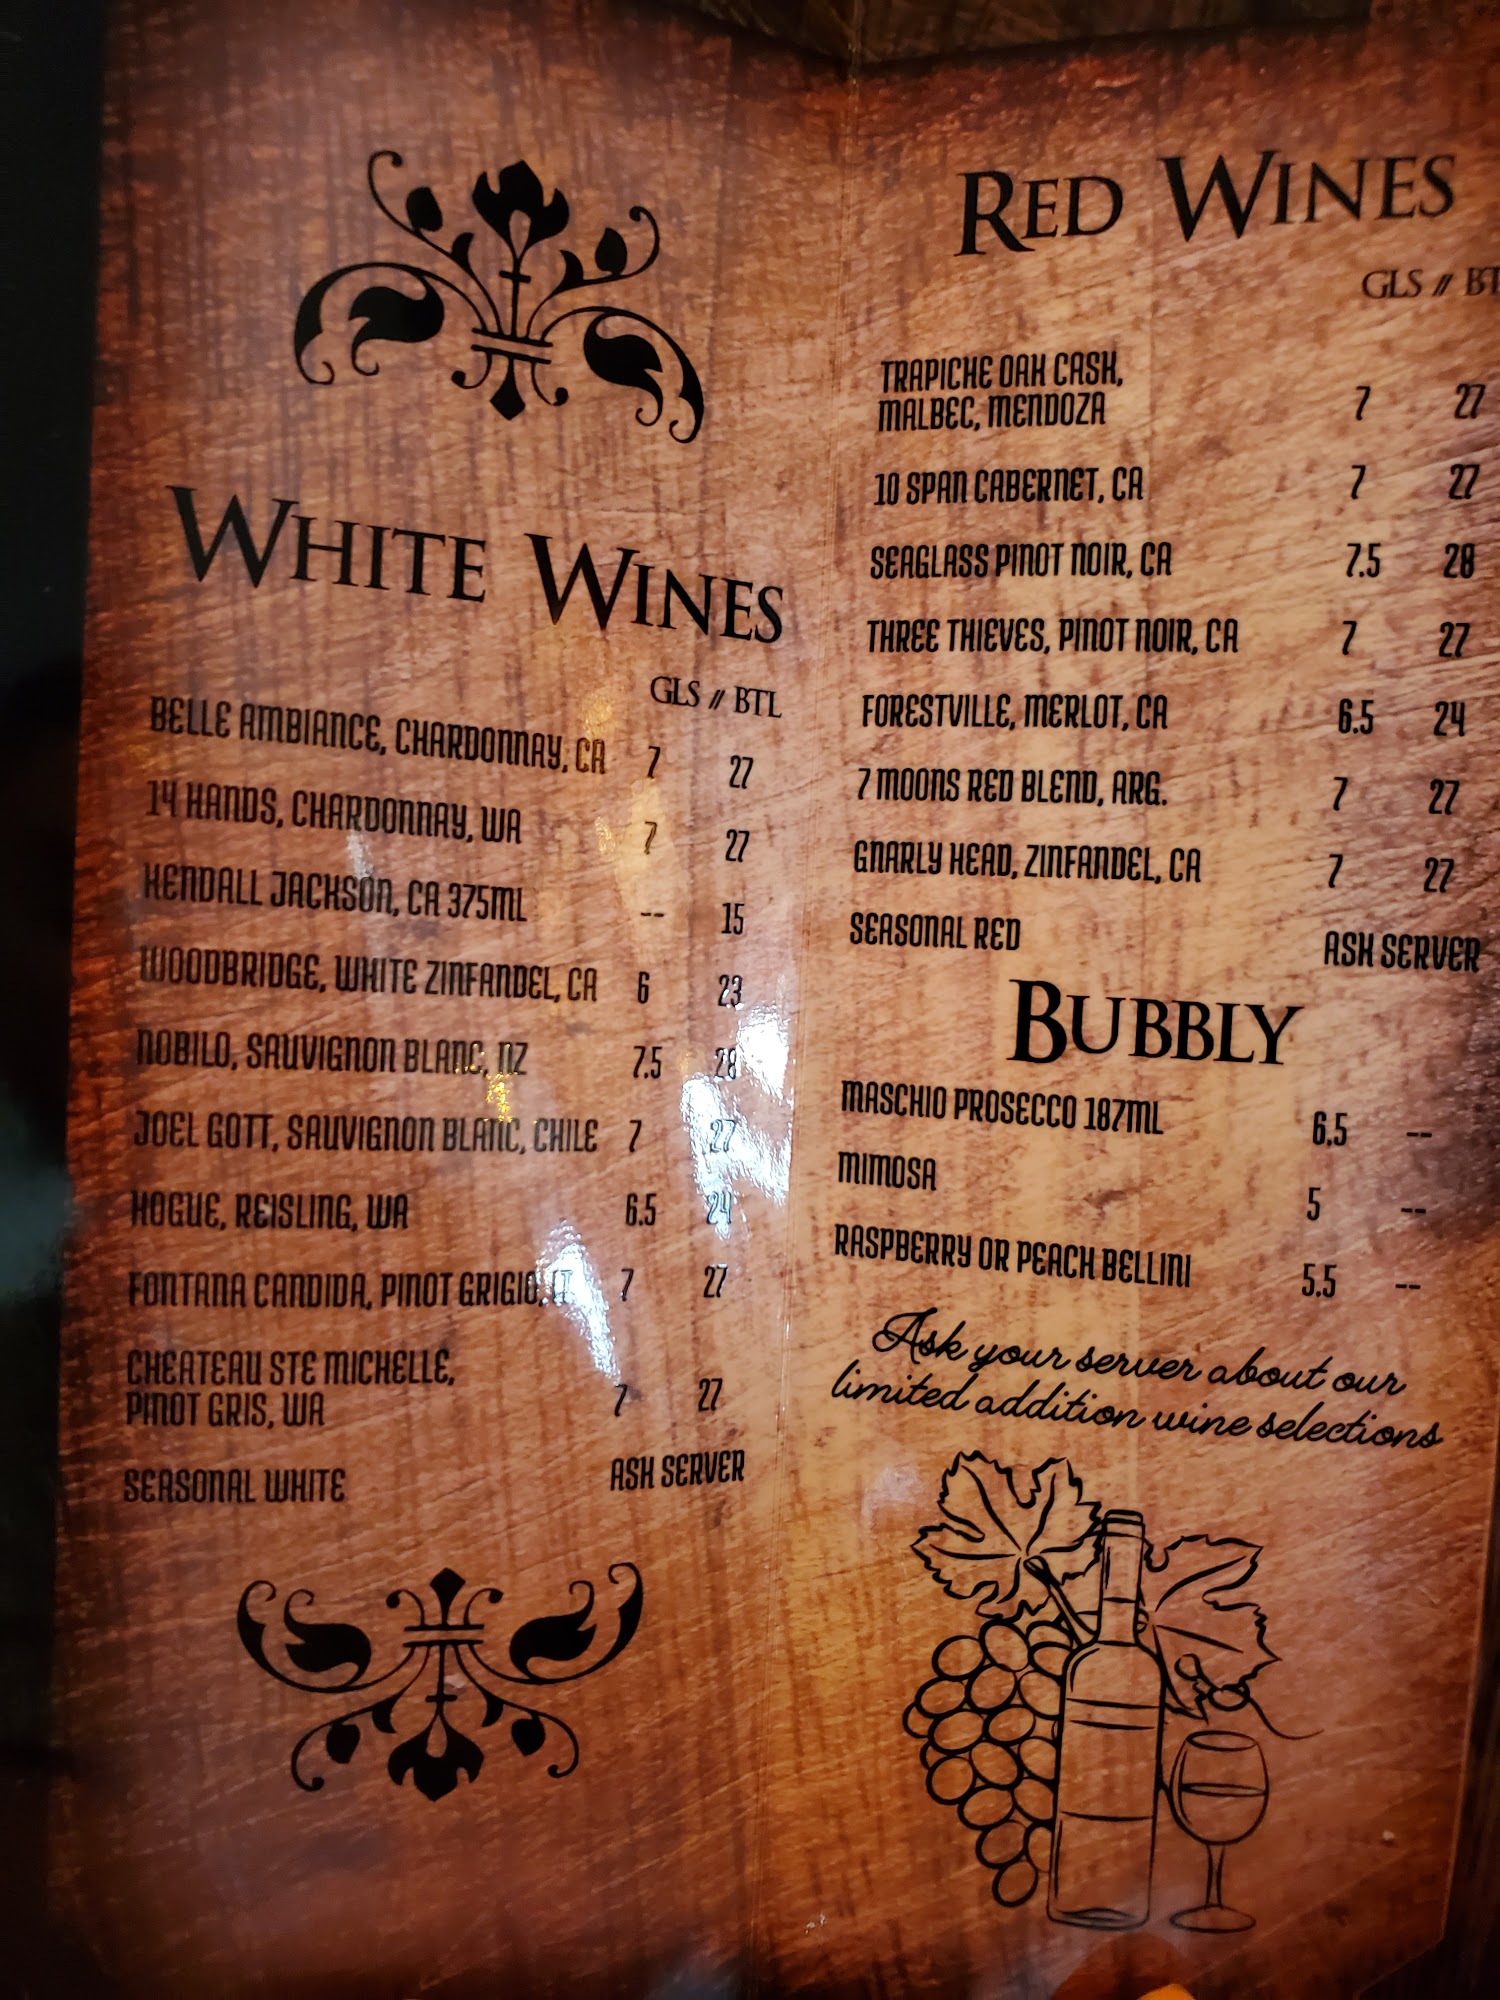 WHITE WINES
GLS // BTL
BELLE AMBIANCE, CHARDONNAY, CA 7 27
14 HANDS, CHARDONNAY, WA 7 27
KENDALL JACKSON, CA 375ML -- 15
WOODBRIDGE, WHITE ZINFANDEL, CA 6 23
NOBILO, SAUVIGNON BLANC, NZ 7.5 28
JOEL GOTT, SAUVIGNON BLANC, CHILE 7 27
HOGUE, REISLING, WA 6.5 24
FONTANA CANDIDA, PINOT GRIGIO, IT 7 27
CHEATEAU STE MICHELLE,
PINOT GRIS, WA 7 27
SEASONAL WHITE ASK SERVER
RED WINES
GLS // BT
TRAPICHE OAK CASK,
MALBEC, MENDOZA 7 27
10 SPAN CABERNET, CA 7 27
SEAGLASS PINOT NOIR, CA 7.5 28
THREE THIEVES, PINOT NOIR, CA 7 27
FORESTVILLE, MERLOT, CA 6.5 24
7 MOONS RED BLEND, ARG. 7 27
GNARLY HEAD, ZINFANDEL, CA 7 27
SEASONAL RED ASK SERVER
BUBBLY
MASCHIO PROSECCO 187ML 6.5 --
MIMOSA 5 --
RASPBERRY OR PEACH BELLINI 5.5 --
Ask your server about our
limited addition wine selections